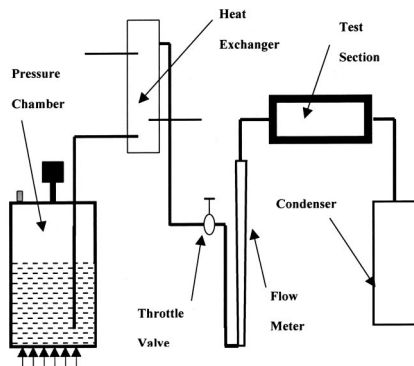 Heat
Exchanger
Test
Section
Pressure
Chamber
Condenser
Throttle
Valve
Flow
Meter